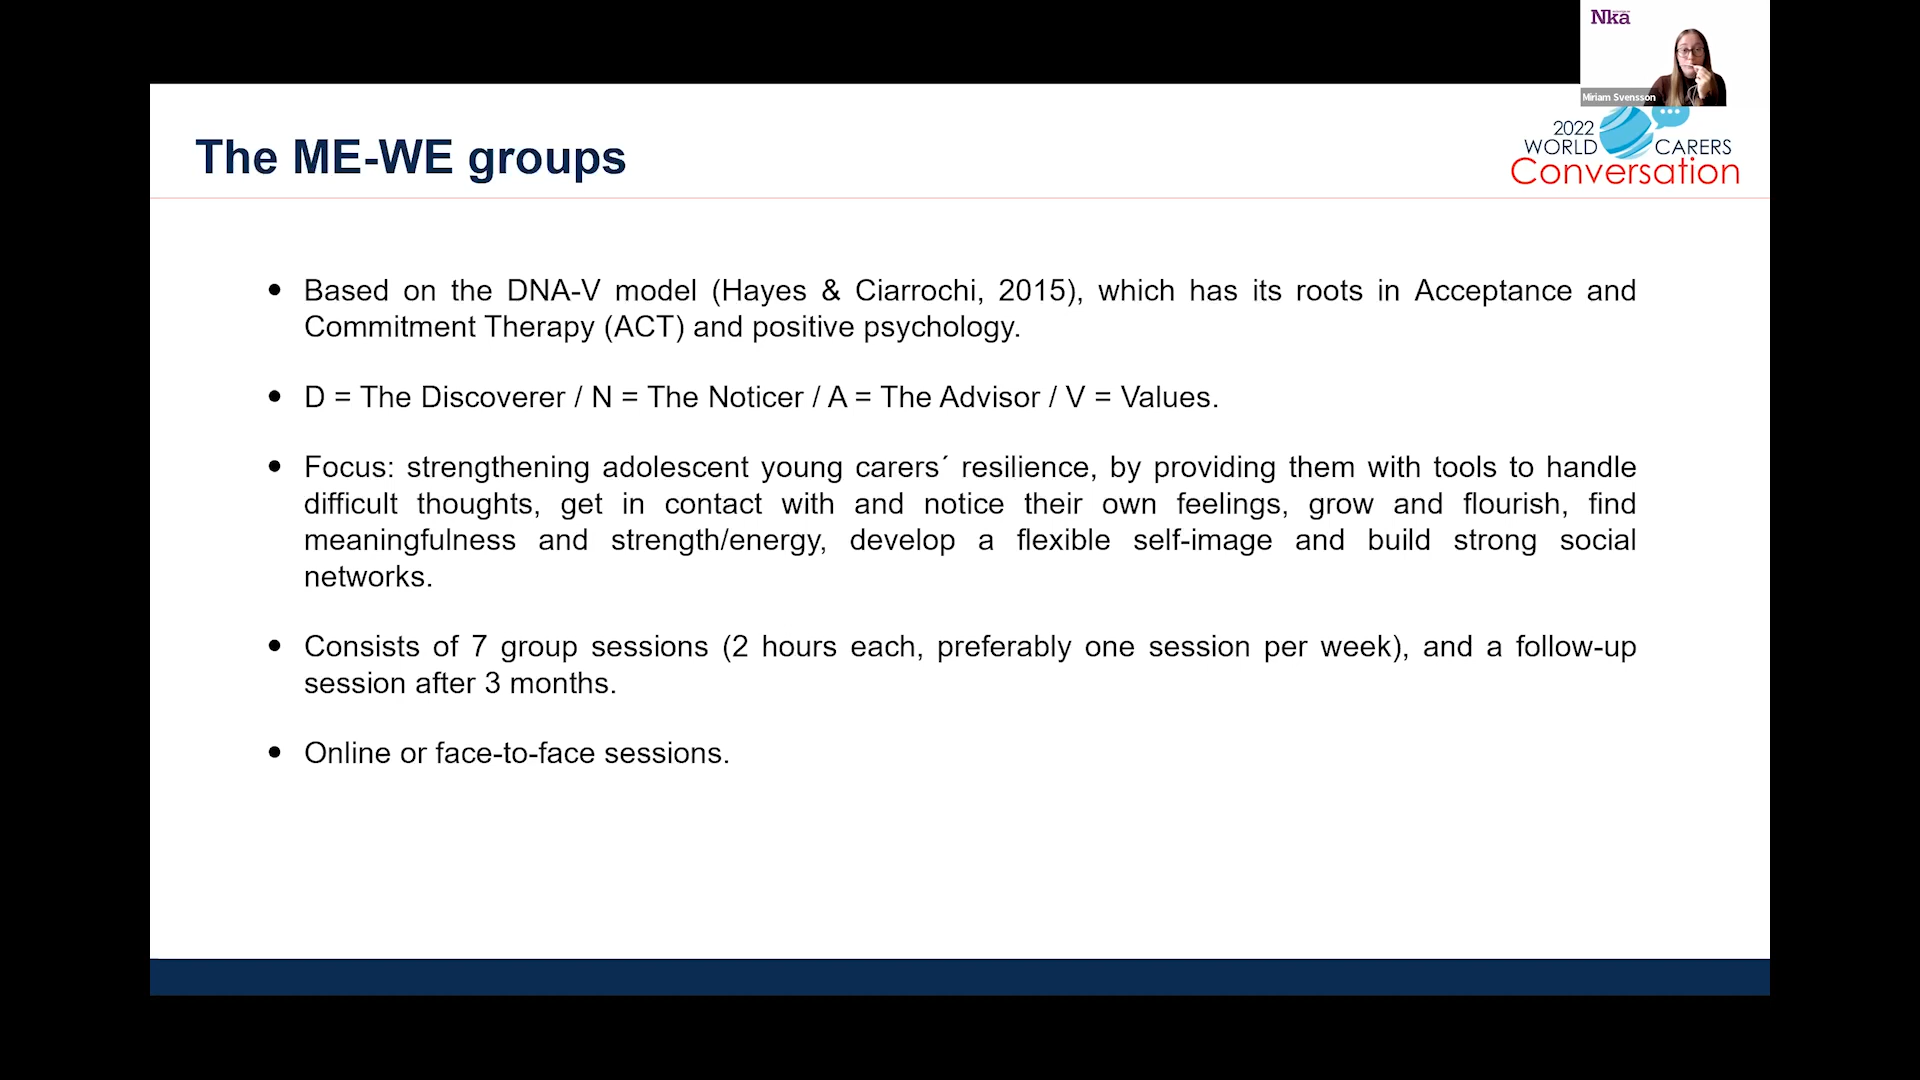 Nka
Miriam Svensson
The ME-WE groups
2022
WORLD CARERS
Conversation
• Based on the DNA-V model (Hayes & Ciarrochi, 2015), which has its roots in Acceptance and
Commitment Therapy (ACT) and positive psychology.
• D = The Discoverer / N = The Noticer / A = The Advisor / V = Values.
• Focus: strengthening adolescent young carers´ resilience, by providing them with tools to handle
difficult thoughts, get in contact with and notice their own feelings, grow and flourish, find
meaningfulness and strength/energy, develop a flexible self-image and build strong social
networks.
• Consists of 7 group sessions (2 hours each, preferably one session per week), and a follow-up
session after 3 months.
• Online or face-to-face sessions.